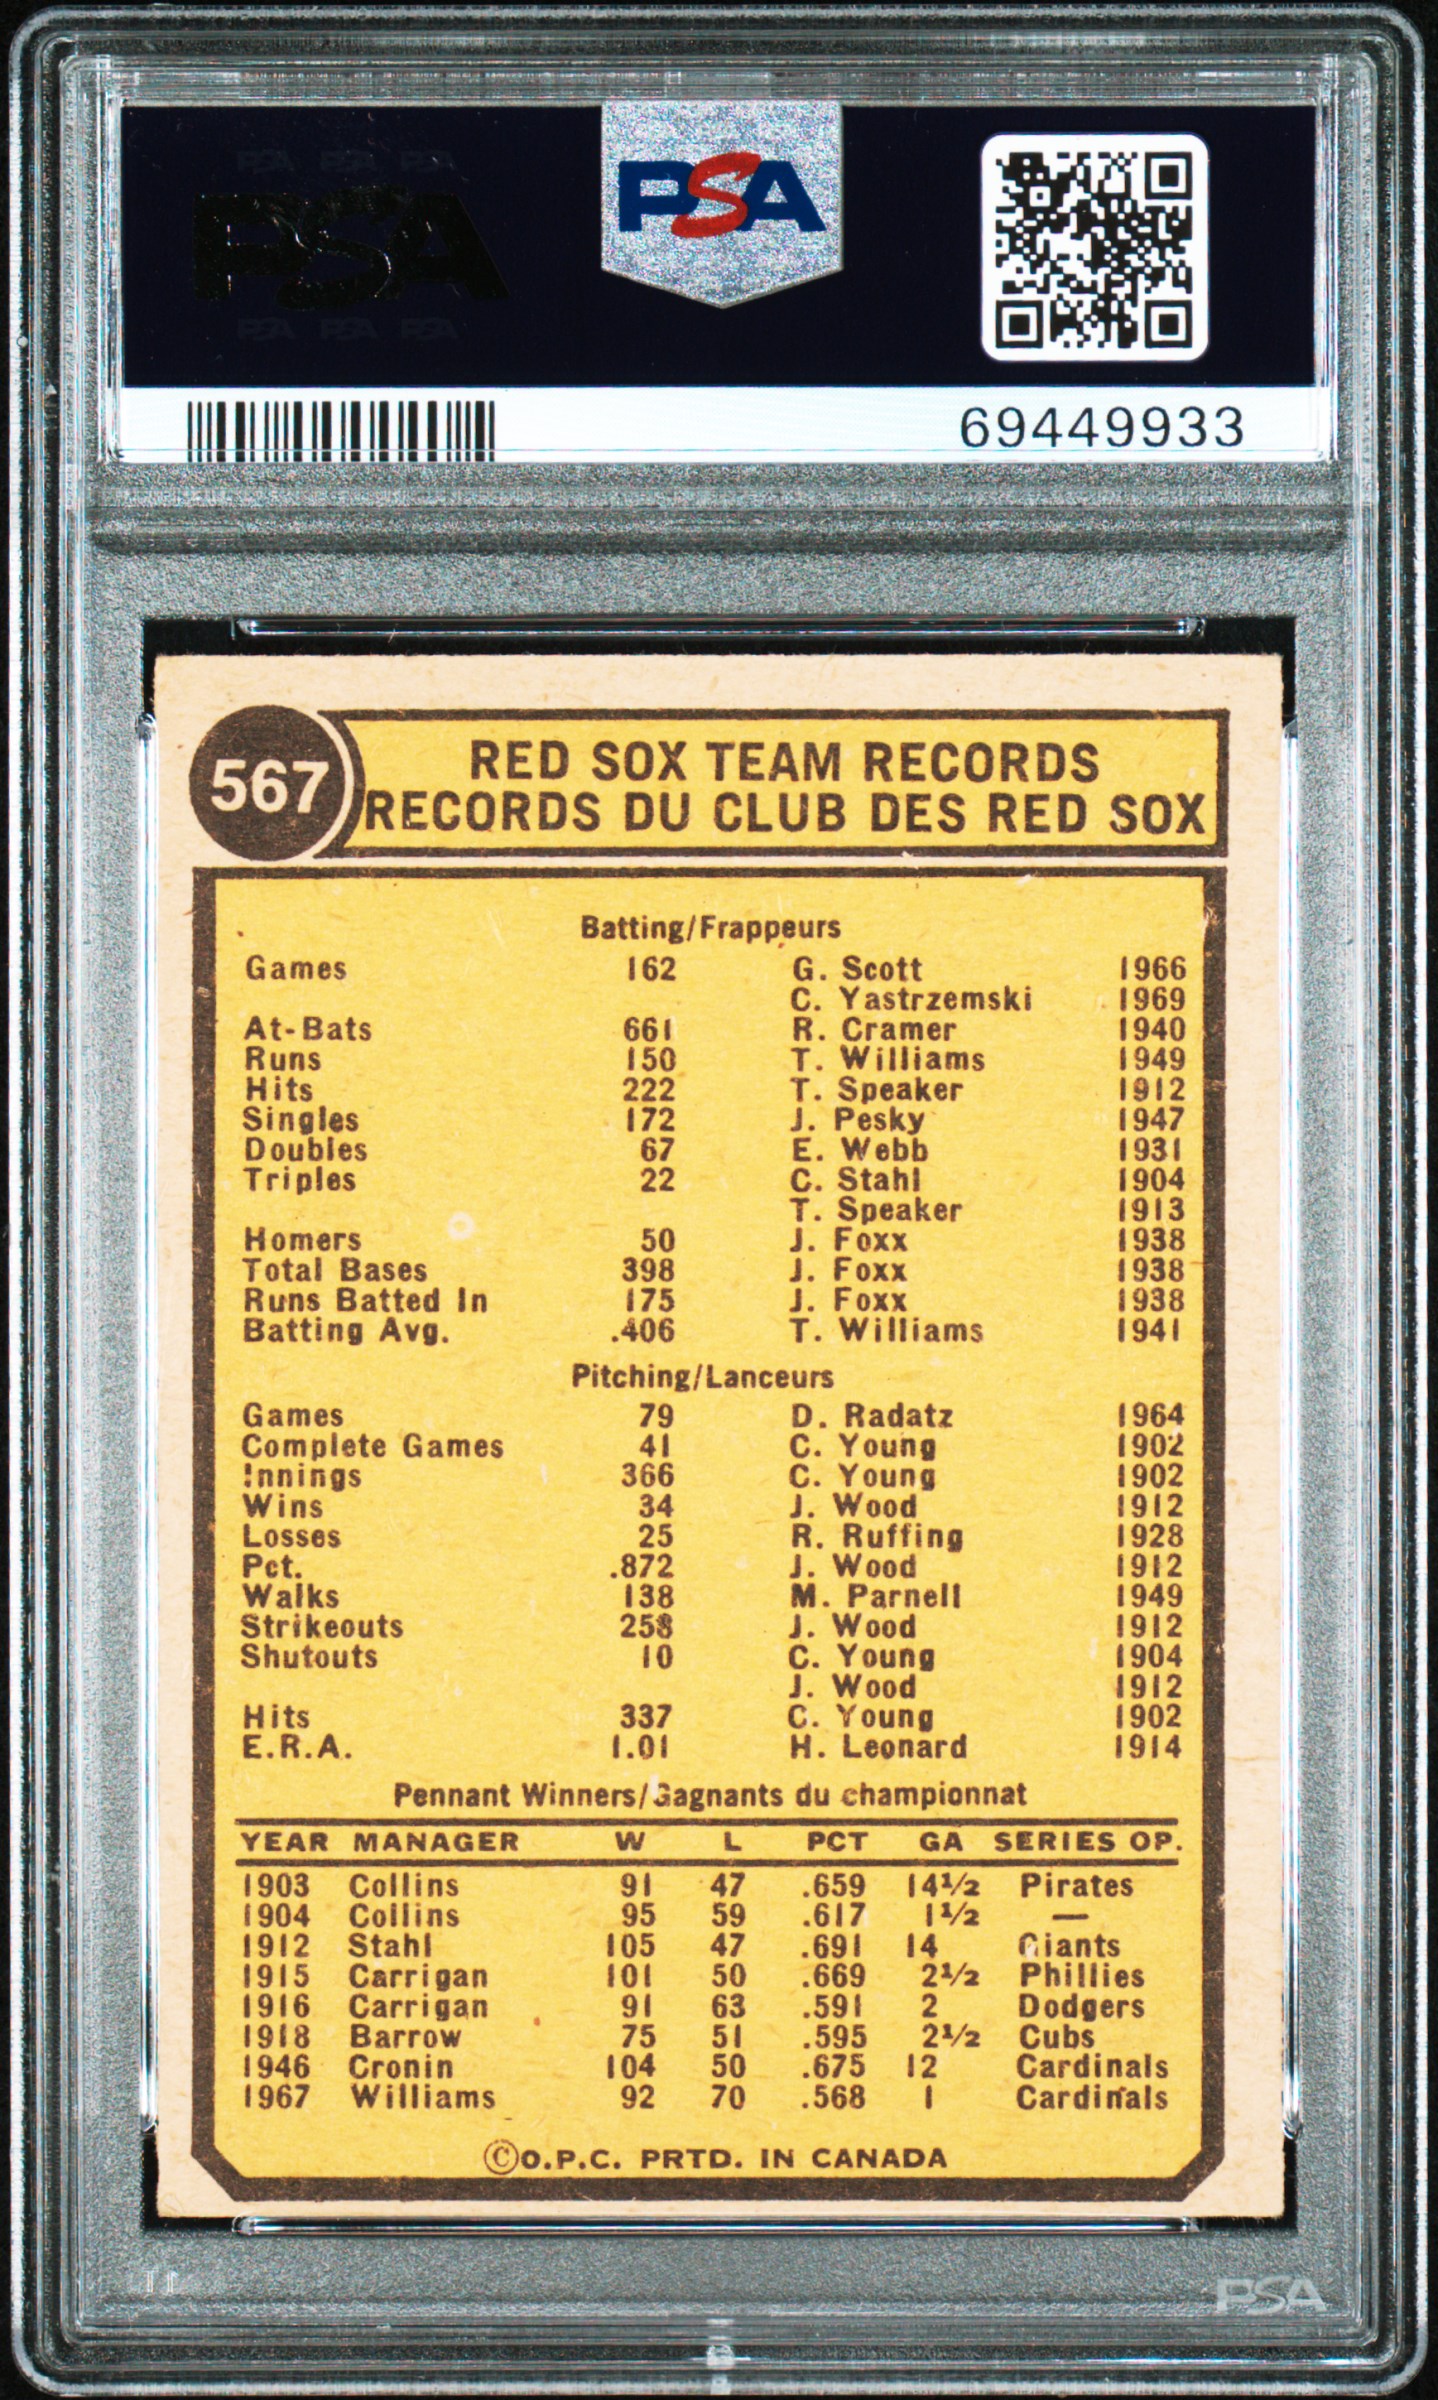 PSA PSA PSA
PSA
PSA PSA PSA
PSA
69449933
567
RED SOX TEAM RECORDS
RECORDS DU CLUB DES RED SOX
Batting/Frappeurs
Games 162 G. Scott 1966
C. Yastrzemski 1969
At-Bats 661 R. Cramer 1940
Runs 150 T. Williams 1949
Hits 222 T. Speaker 1912
Singles 172 J. Pesky 1947
Doubles 67 E. Webb 1931
Triples 22 C. Stahl 1904
T. Speaker 1913
Homers 50 J. Foxx 1938
Total Bases 398 J. Foxx 1938
Runs Batted In 175 J. Foxx 1938
Batting Avg. .406 T. Williams 1941
Pitching/Lanceurs
Games 79 D. Radatz 1964
Complete Games 41 C. Young 1902
Innings 366 C. Young 1902
Wins 34 J. Wood 1912
Losses 25 R. Ruffing 1928
Pct. .872 J. Wood 1912
Walks 138 M. Parnell 1949
Strikeouts 258 J. Wood 1912
Shutouts 10 C. Young 1904
J. Wood 1912
Hits 337 C. Young 1902
E.R.A. 1.01 H. Leonard 1914
Pennant Winners/Gagnants du championnat
YEAR MANAGER W L PCT GA SERIES OP.
1903 Collins 91 47 .659 14½ Pirates
1904 Collins 95 59 .617 1½ —
1912 Stahl 105 47 .691 14 Giants
1915 Carrigan 101 50 .669 2½ Phillies
1916 Carrigan 91 63 .591 2 Dodgers
1918 Barrow 75 51 .595 2½ Cubs
1946 Cronin 104 50 .675 12 Cardinals
1967 Williams 92 70 .568 1 Cardinals
©O.P.C. PRTD. IN CANADA
PSA